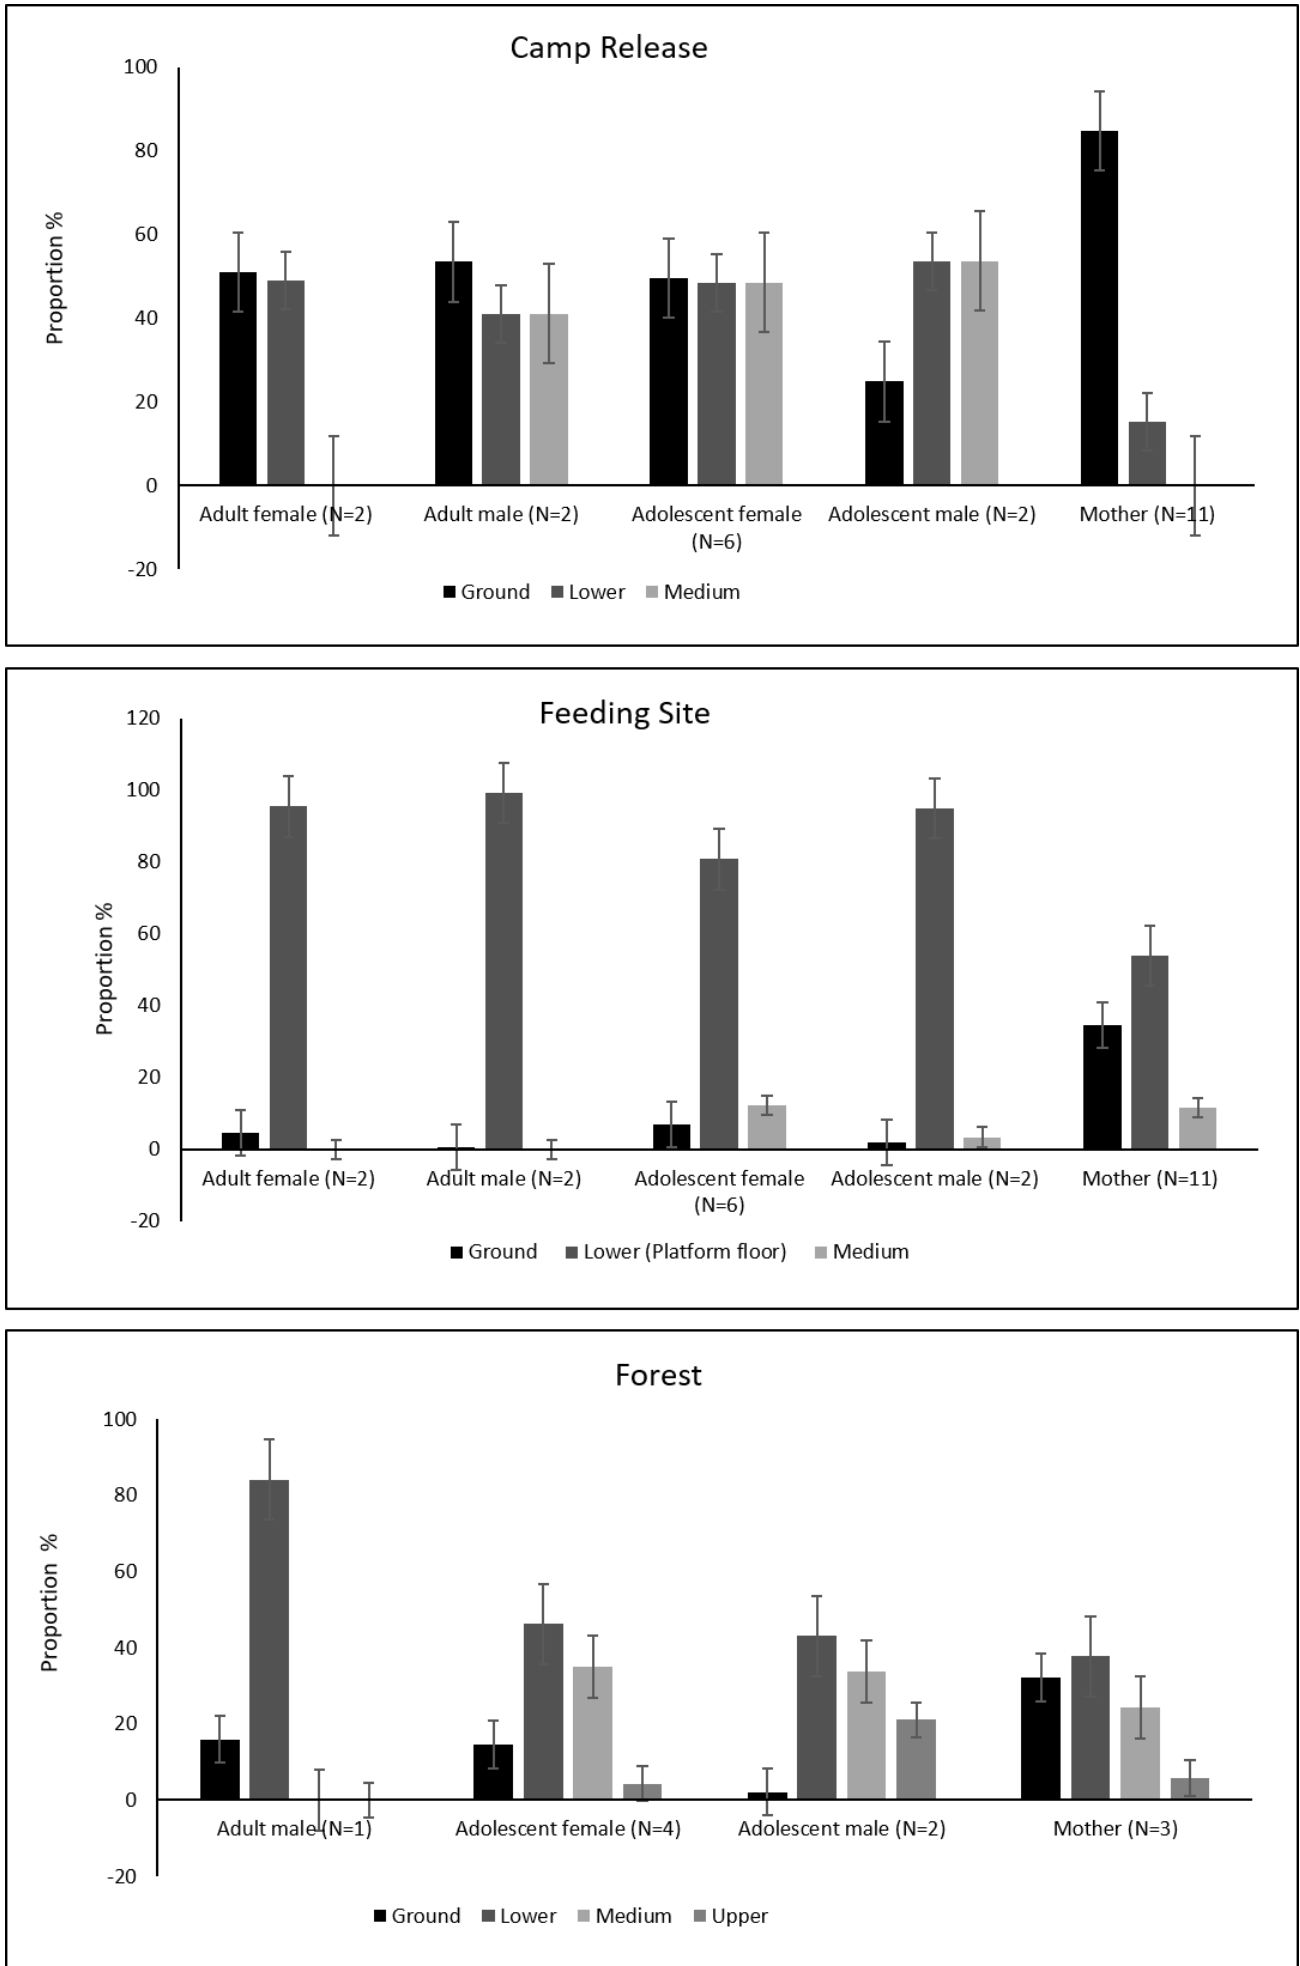 Camp Release
100
80
60
40
20
0
-20
Proportion %
Adult female (N=2) Adult male (N=2) Adolescent female Adolescent male (N=2) Mother (N=11)
(N=6)
Ground Lower Medium
Feeding Site
120
100
80
60
40
20
0
-20
Proportion %
Adult female (N=2) Adult male (N=2) Adolescent female Adolescent male (N=2) Mother (N=11)
(N=6)
Ground Lower (Platform floor) Medium
Forest
100
80
60
40
20
0
-20
Proportion %
Adult male (N=1) Adolescent female (N=4) Adolescent male (N=2) Mother (N=3)
Ground Lower Medium Upper